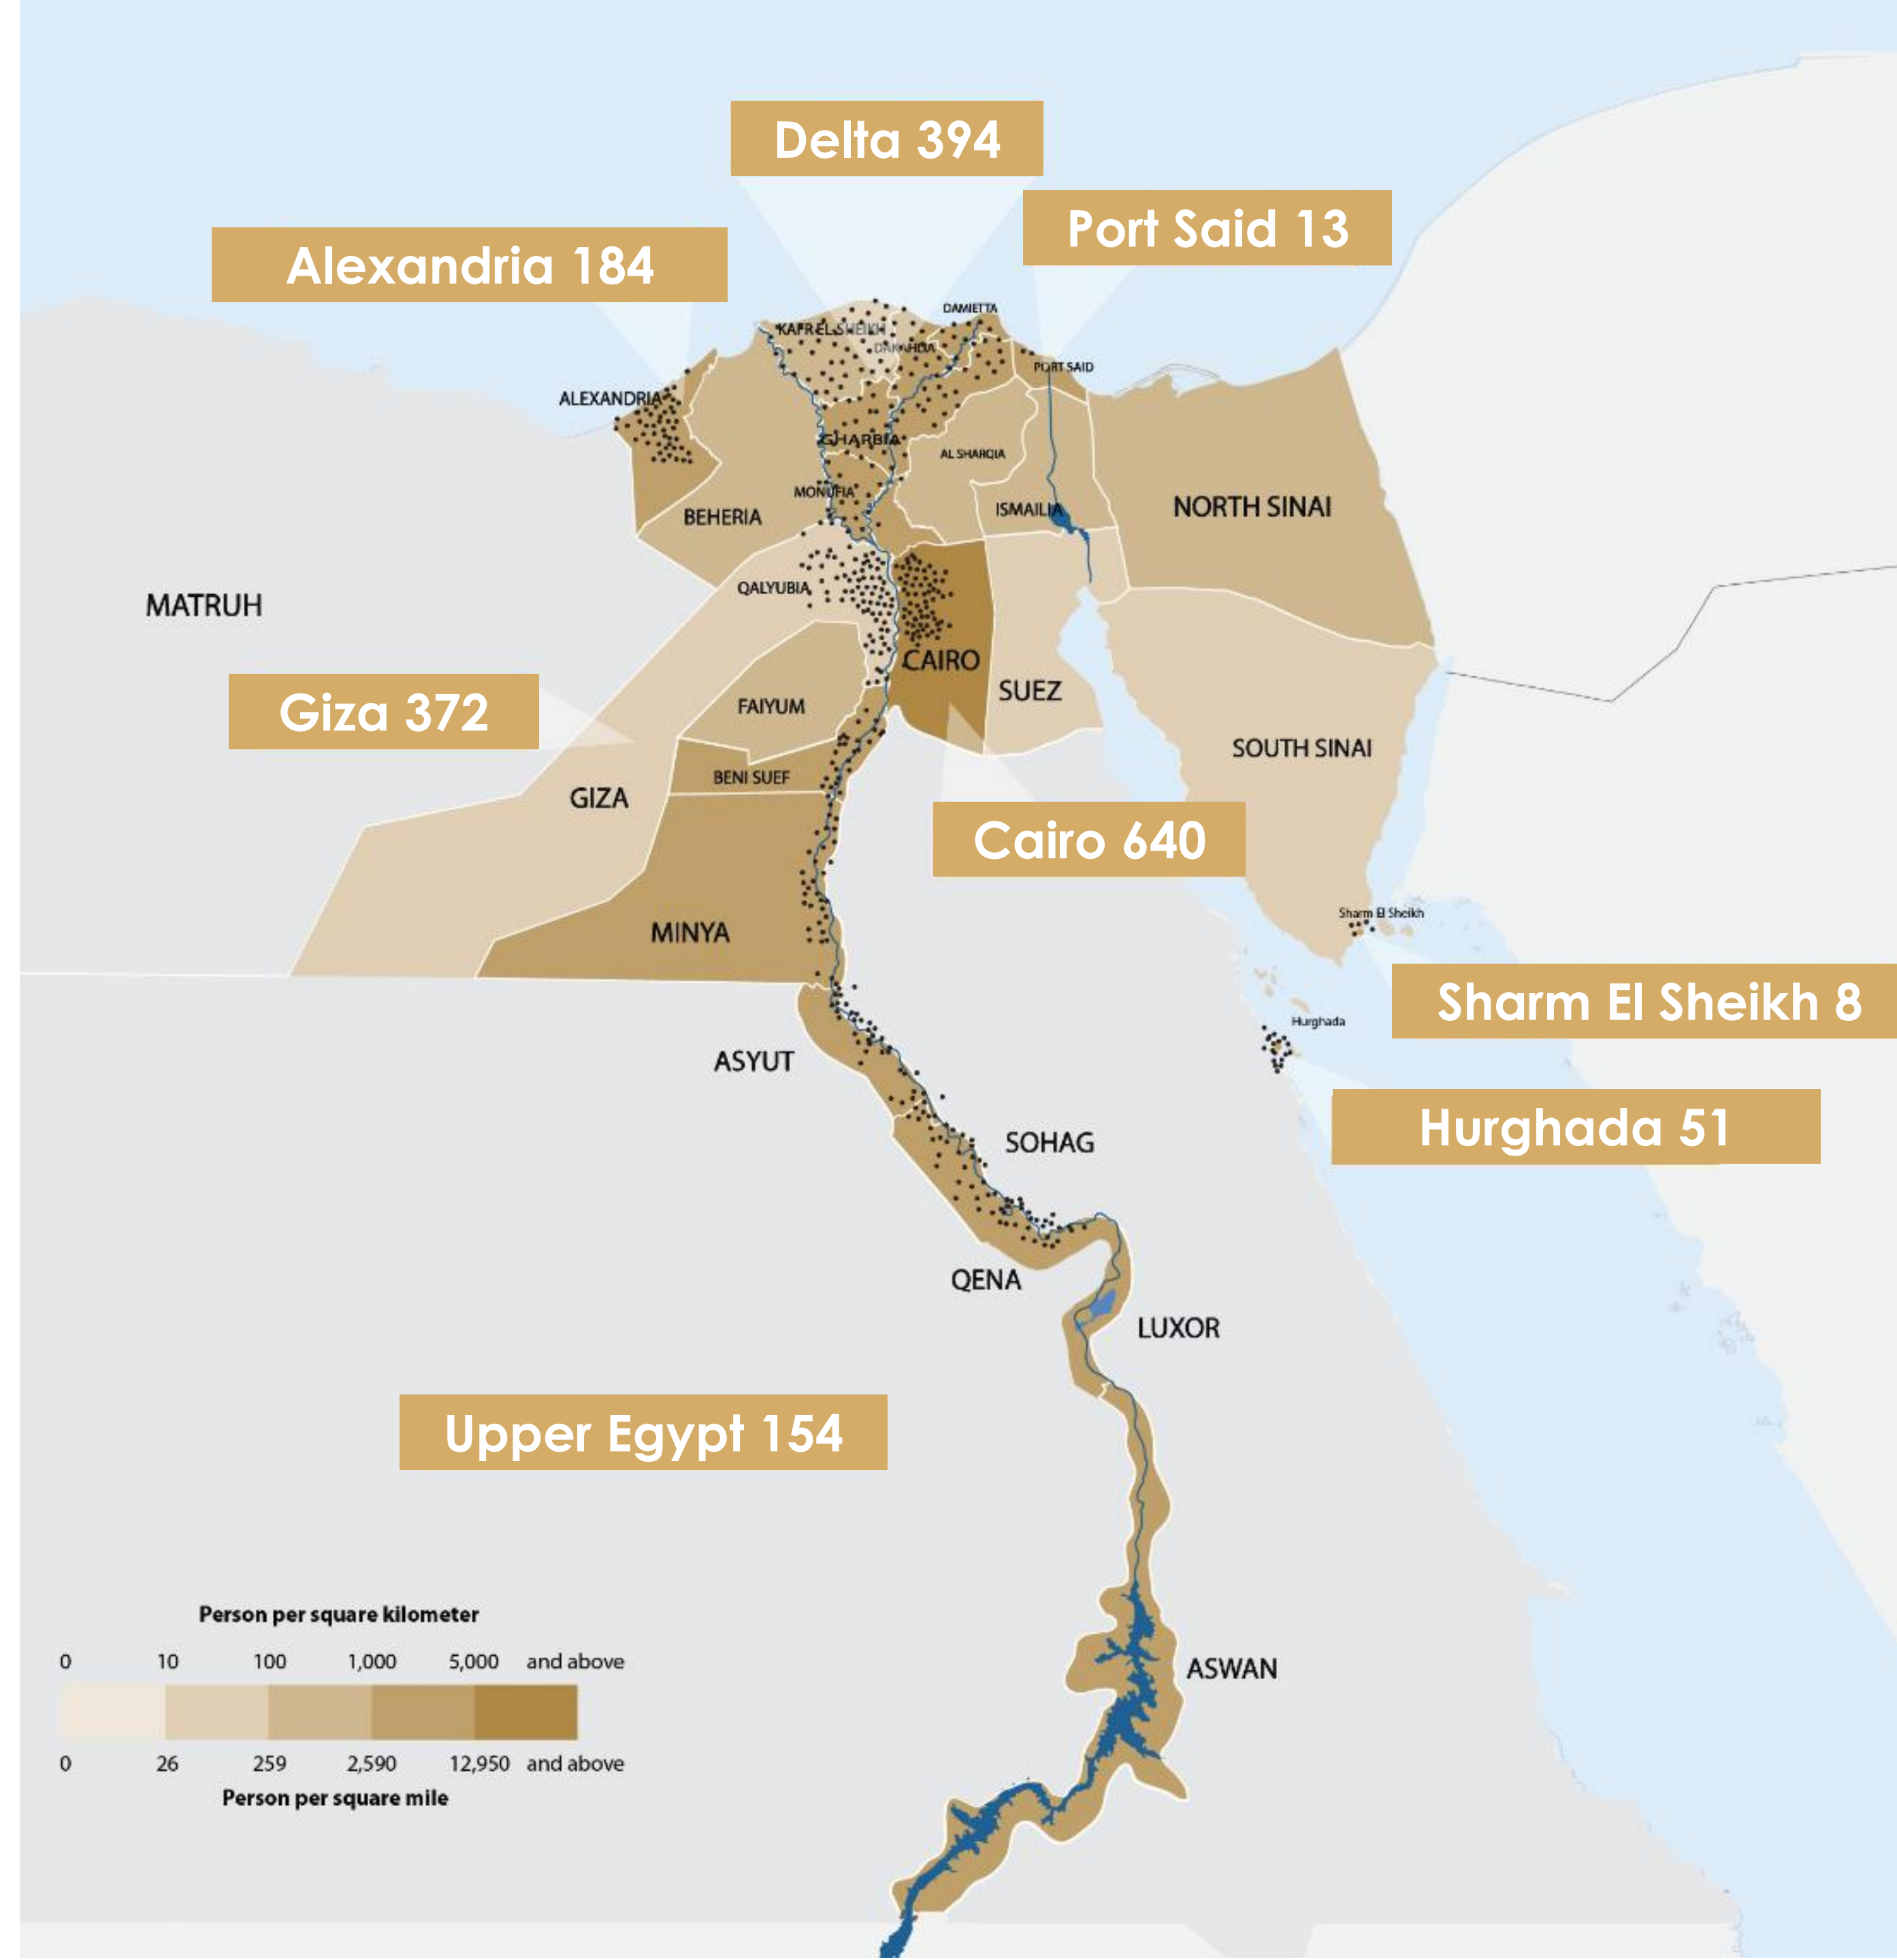 Delta 394
Port Said 13
Alexandria 184
DAMIETTA
KAFR EL-SHEIKH
DAKAHLIA
PORT SAID
ALEXANDRIA
GHARBIA
AL SHARQIA
MONUFIA
ISMAILIA
NORTH SINAI
BEHERIA
QALYUBIA
MATRUH
CAIRO
SUEZ
Giza 372
FAIYUM
SOUTH SINAI
BENI SUEF
GIZA
Cairo 640
MINYA
Sharm El Sheikh
Sharm El Sheikh 8
Hurghada
ASYUT
Hurghada 51
SOHAG
QENA
LUXOR
Upper Egypt 154
Person per square kilometer
0 10 100 1,000 5,000 and above
ASWAN
0 26 259 2,590 12,950 and above
Person per square mile